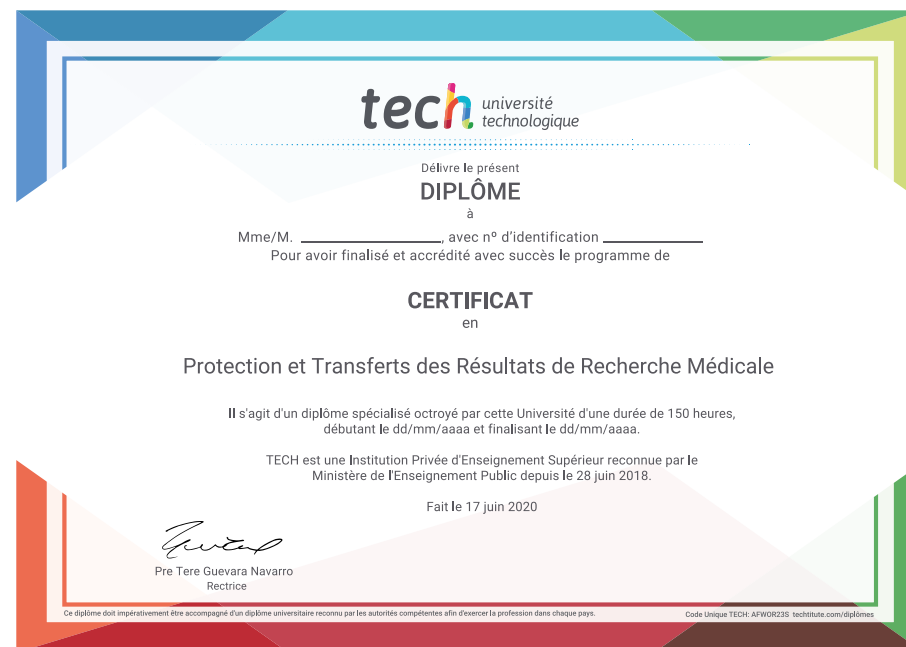 tech université
technologique
Délivre le présent
DIPLÔME
à
Mme/M. ____________________, avec nº d'identification ______________
Pour avoir finalisé et accrédité avec succès le programme de
CERTIFICAT
en
Protection et Transferts des Résultats de Recherche Médicale
Il s'agit d'un diplôme spécialisé octroyé par cette Université d'une durée de 150 heures,
débutant le dd/mm/aaaa et finalisant le dd/mm/aaaa.
TECH est une Institution Privée d'Enseignement Supérieur reconnue par le
Ministère de l'Enseignement Public depuis le 28 juin 2018.
Fait le 17 juin 2020
Pre Tere Guevara Navarro
Rectrice
Ce diplôme doit impérativement être accompagné d'un diplôme universitaire reconnu par les autorités compétentes afin d'exercer la profession dans chaque pays.
Code Unique TECH: AFWOR23S techtitute.com/diplômes